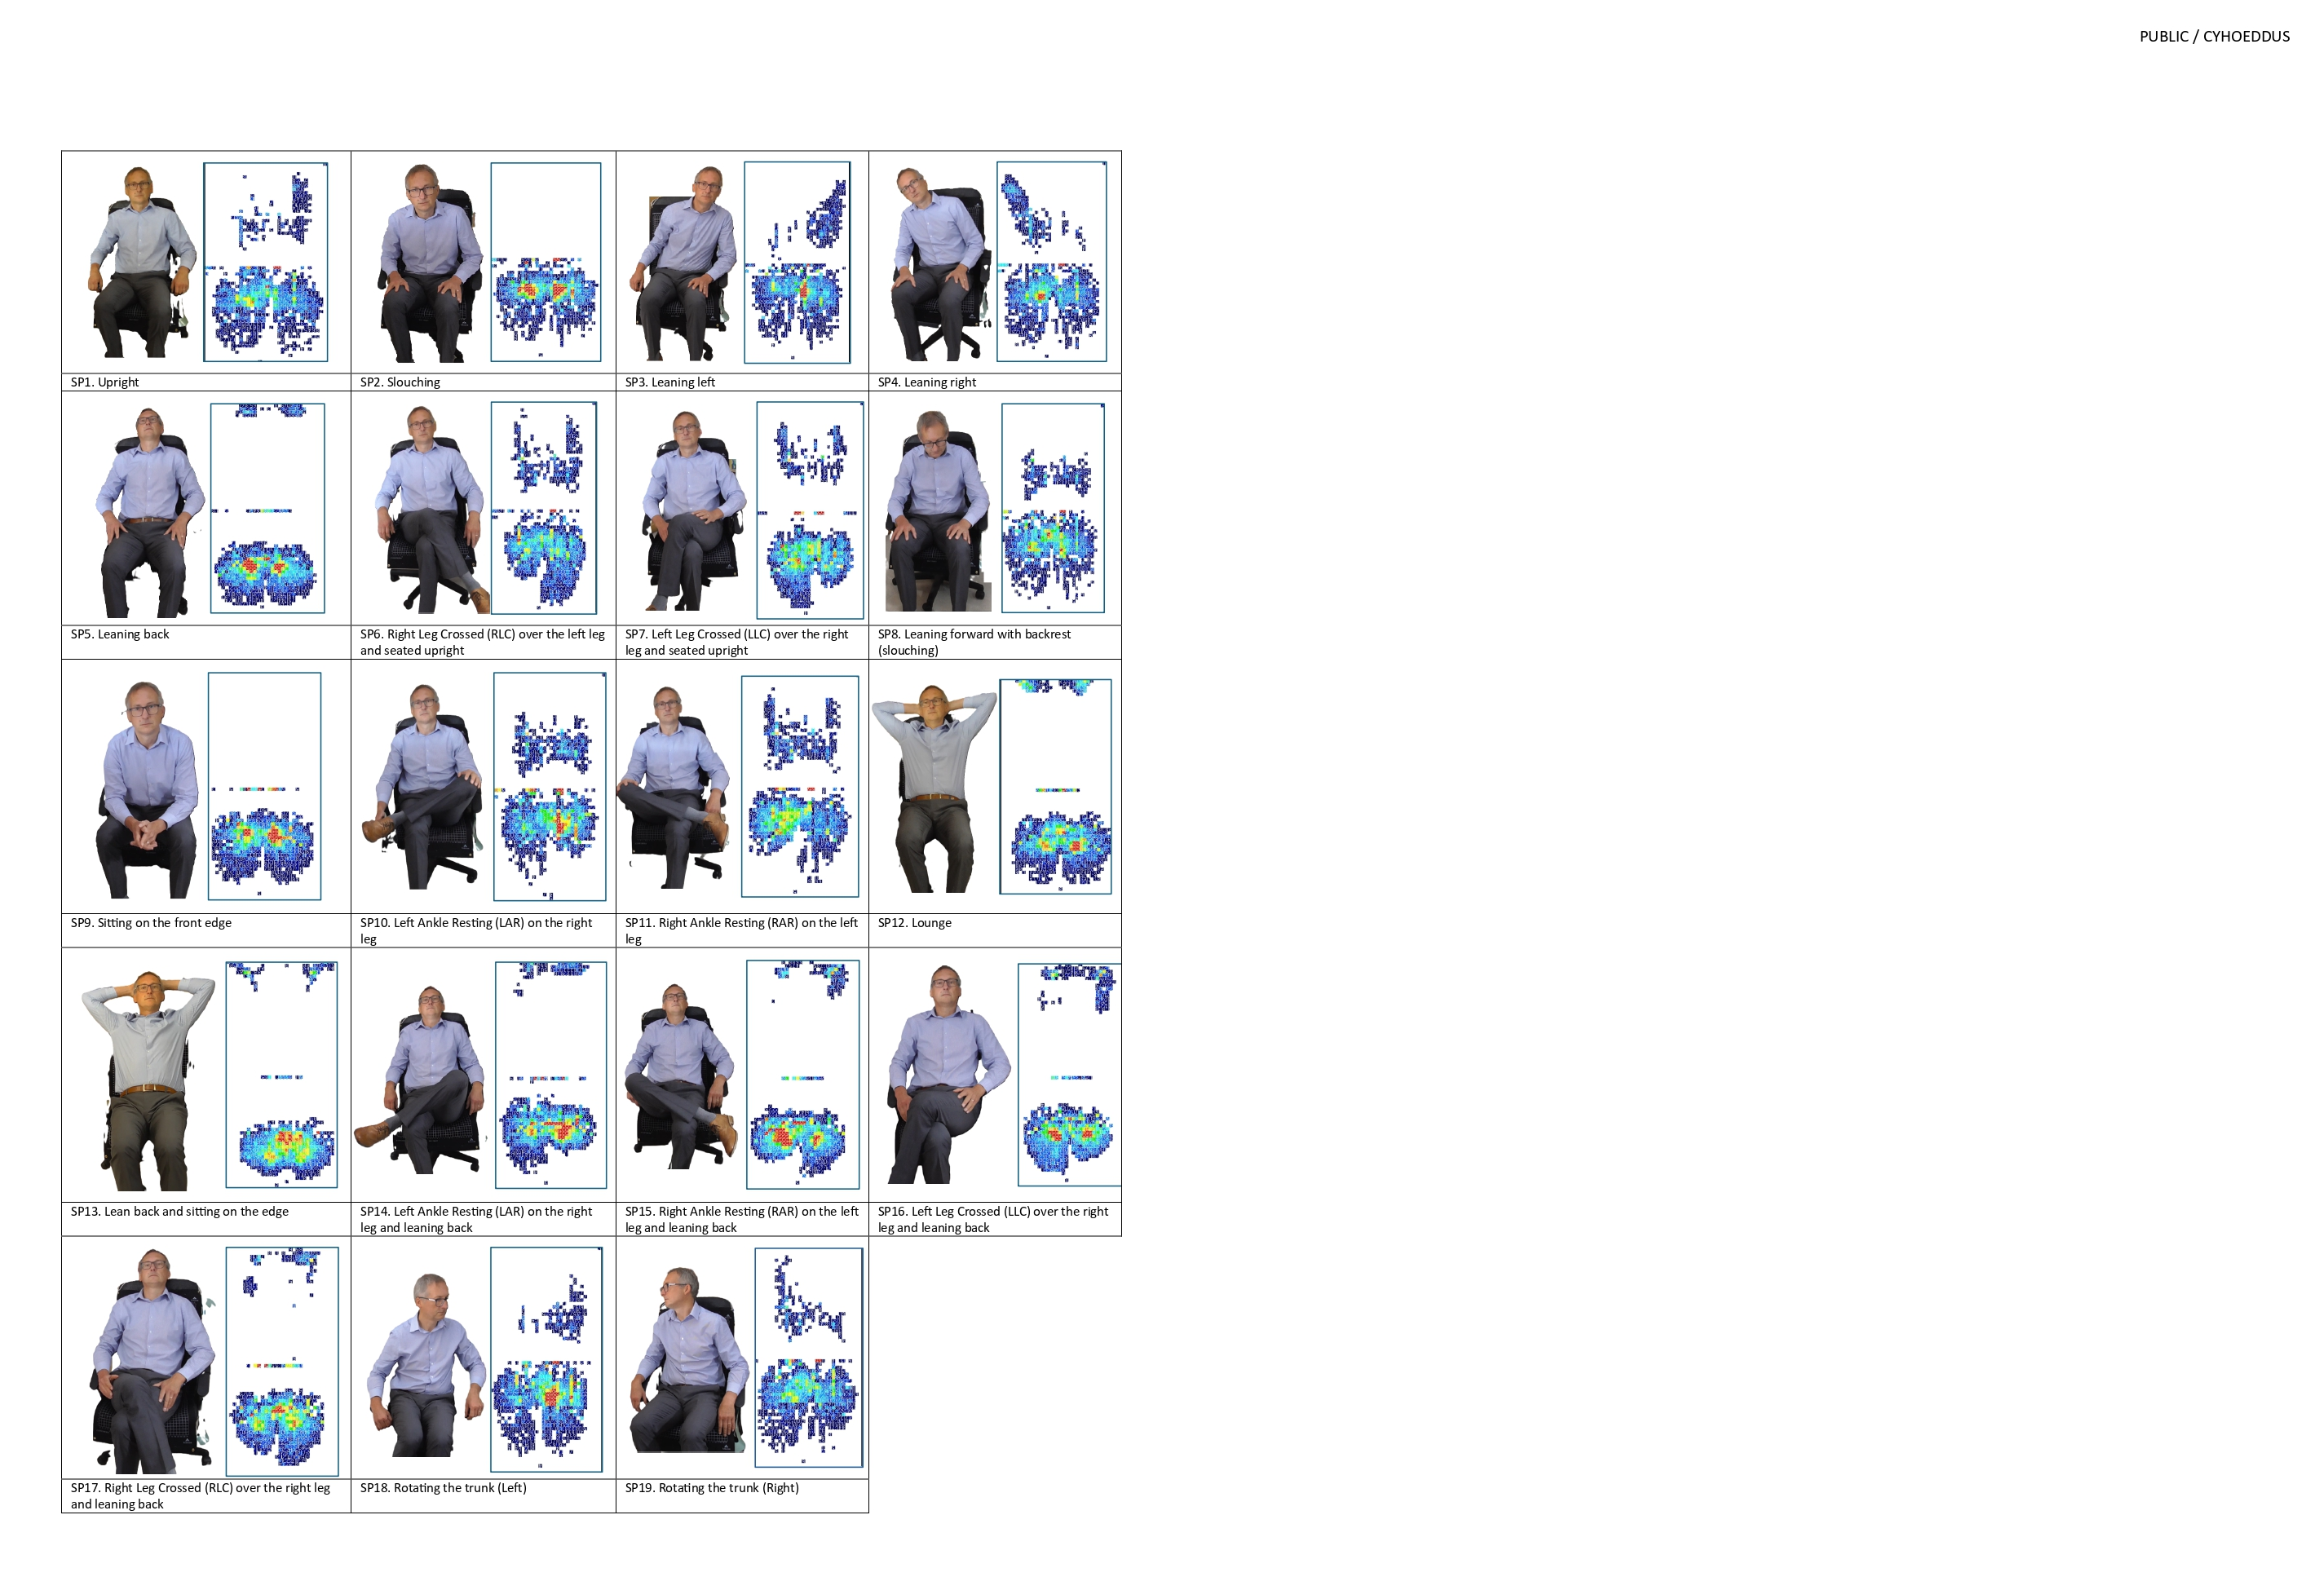 PUBLIC / CYHOEDDUS
SP1. Upright
SP2. Slouching
SP3. Leaning left
SP4. Leaning right
SP5. Leaning back
SP6. Right Leg Crossed (RLC) over the left leg
and seated upright
SP7. Left Leg Crossed (LLC) over the right
leg and seated upright
SP8. Leaning forward with backrest
(slouching)
SP9. Sitting on the front edge
SP10. Left Ankle Resting (LAR) on the right
leg
SP11. Right Ankle Resting (RAR) on the left
leg
SP12. Lounge
SP13. Lean back and sitting on the edge
SP14. Left Ankle Resting (LAR) on the right
leg and leaning back
SP15. Right Ankle Resting (RAR) on the left
leg and leaning back
SP16. Left Leg Crossed (LLC) over the right
leg and leaning back
SP17. Right Leg Crossed (RLC) over the right leg
and leaning back
SP18. Rotating the trunk (Left)
SP19. Rotating the trunk (Right)